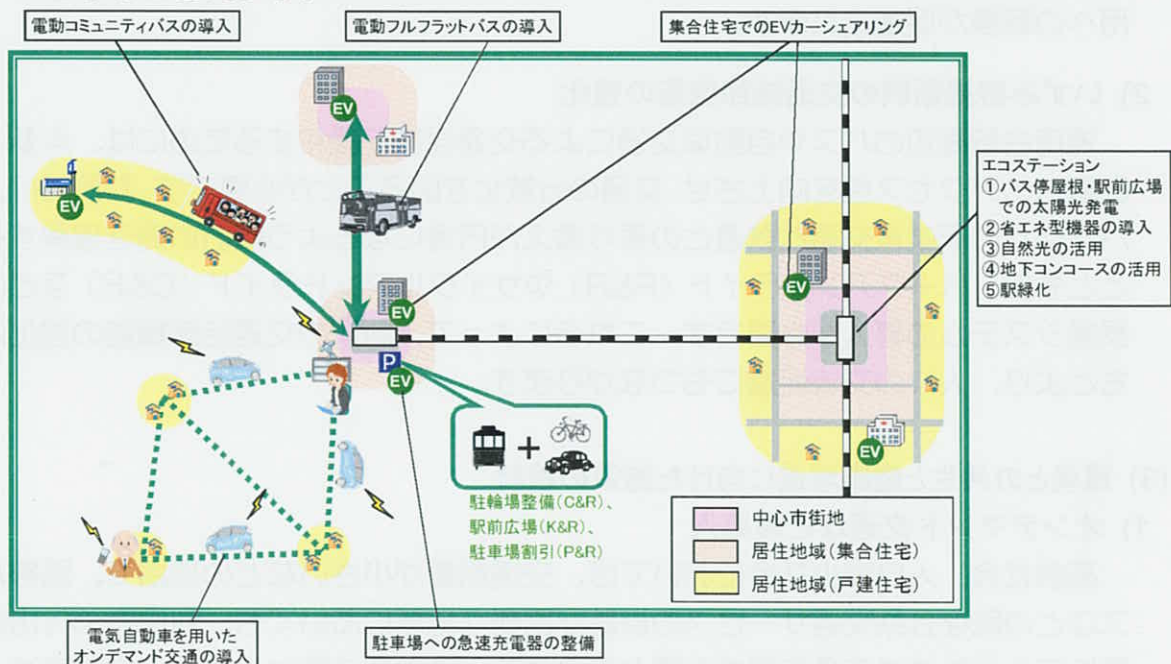 電動コミュニティバスの導入
電動フルフラットバスの導入
集合住宅でのEVカーシェアリング
エコステーション
①バス停屋根・駅前広場
での太陽光発電
②省エネ型機器の導入
③自然光の活用
④地下コンコースの活用
⑤駅緑化
EV
EV
EV
EV
P
EV
EV
駐輪場整備(C&R)、
駅前広場(K&R)、
駐車場割引(P&R)
中心市街地
居住地域(集合住宅)
居住地域(戸建住宅)
電気自動車を用いた
オンデマンド交通の導入
駐車場への急速充電器の整備